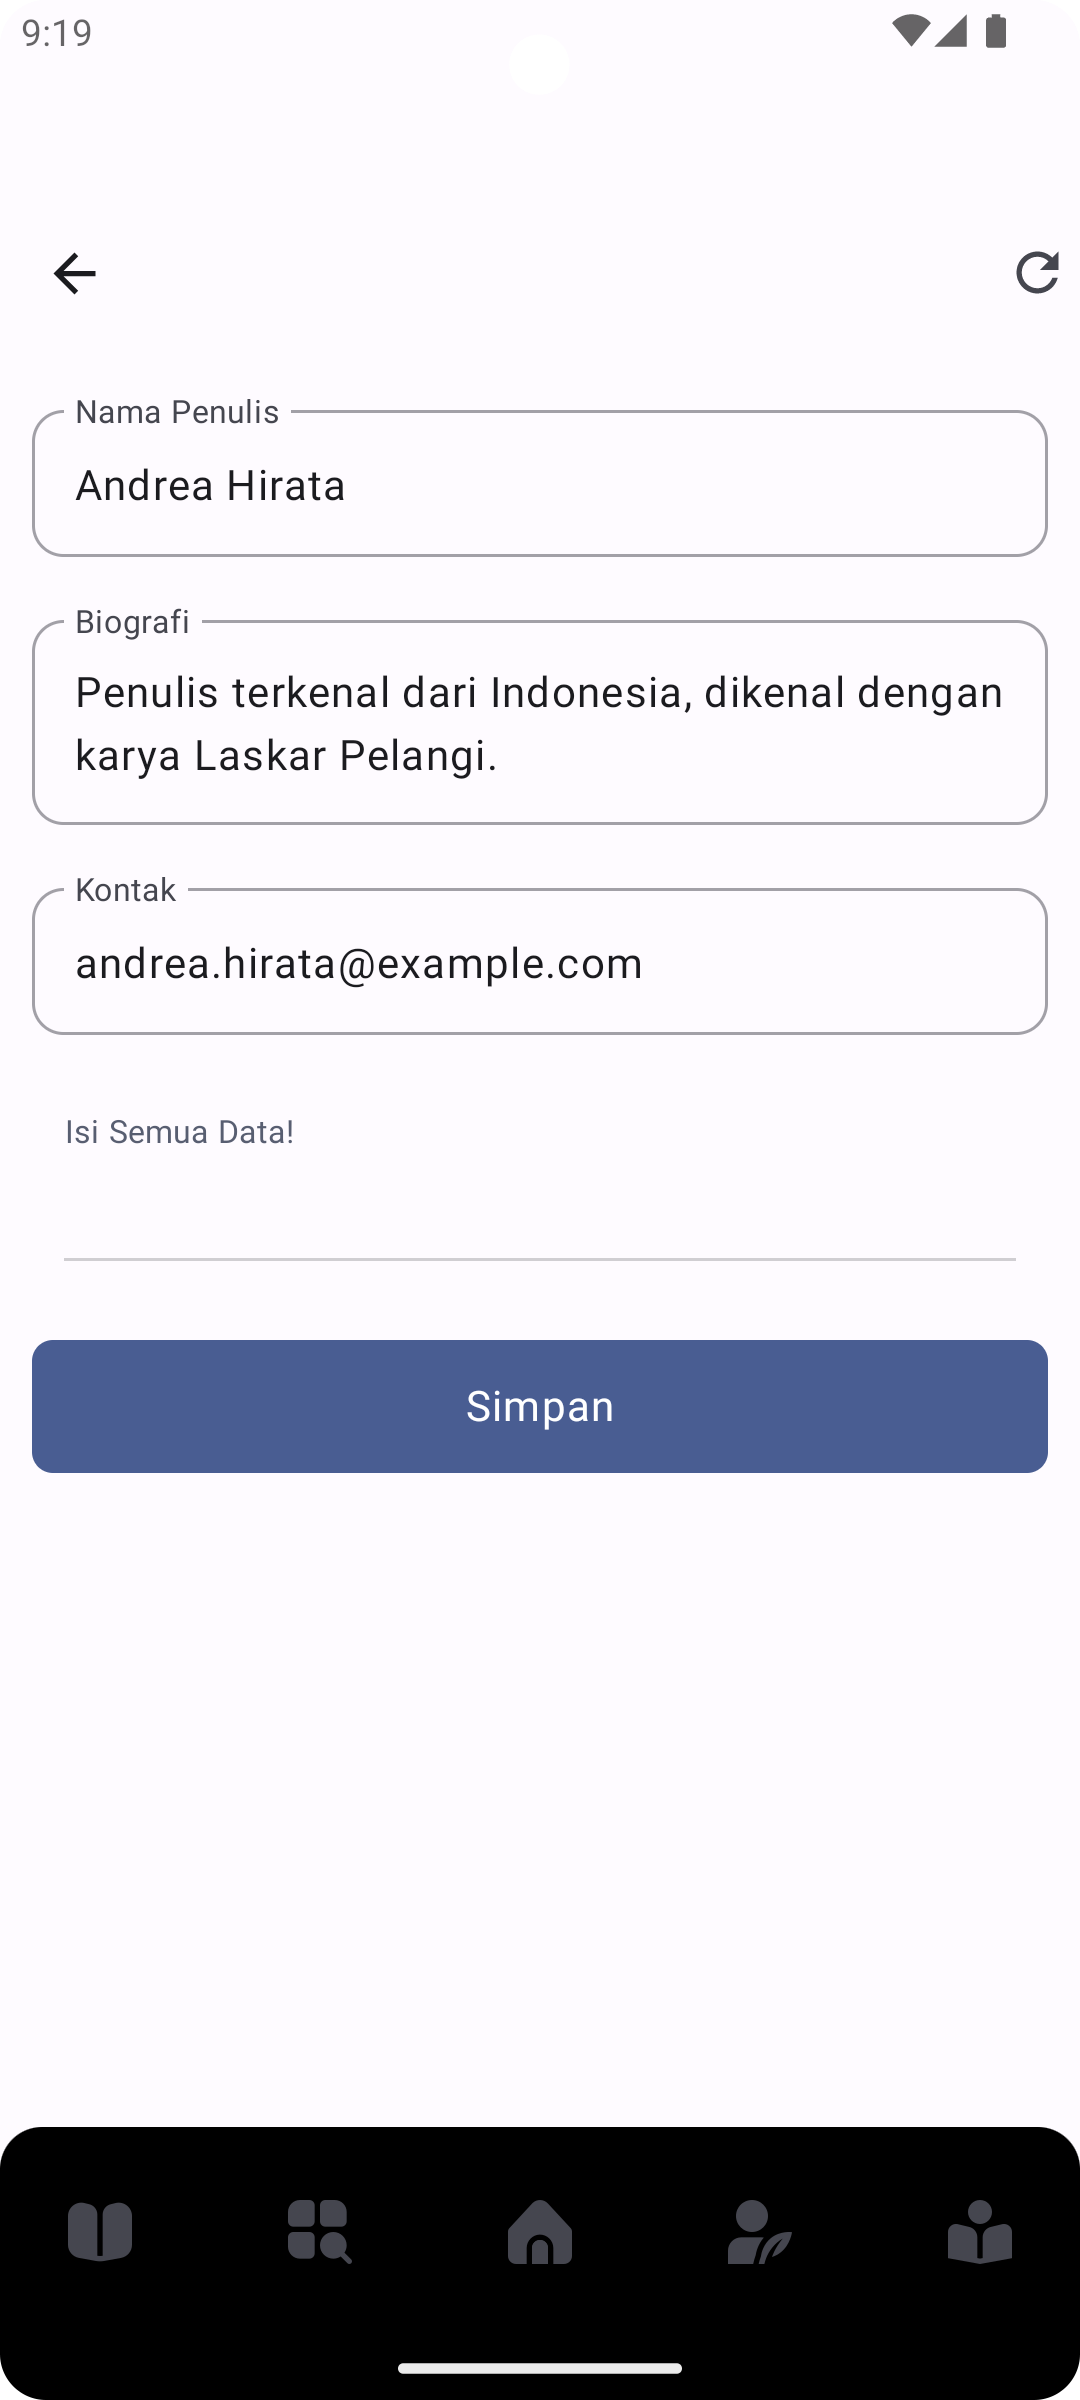 9:19
Nama Penulis
Andrea Hirata
Biografi
Penulis terkenal dari Indonesia, dikenal dengan
karya Laskar Pelangi.
Kontak
andrea.hirata@example.com
Isi Semua Data!
Simpan